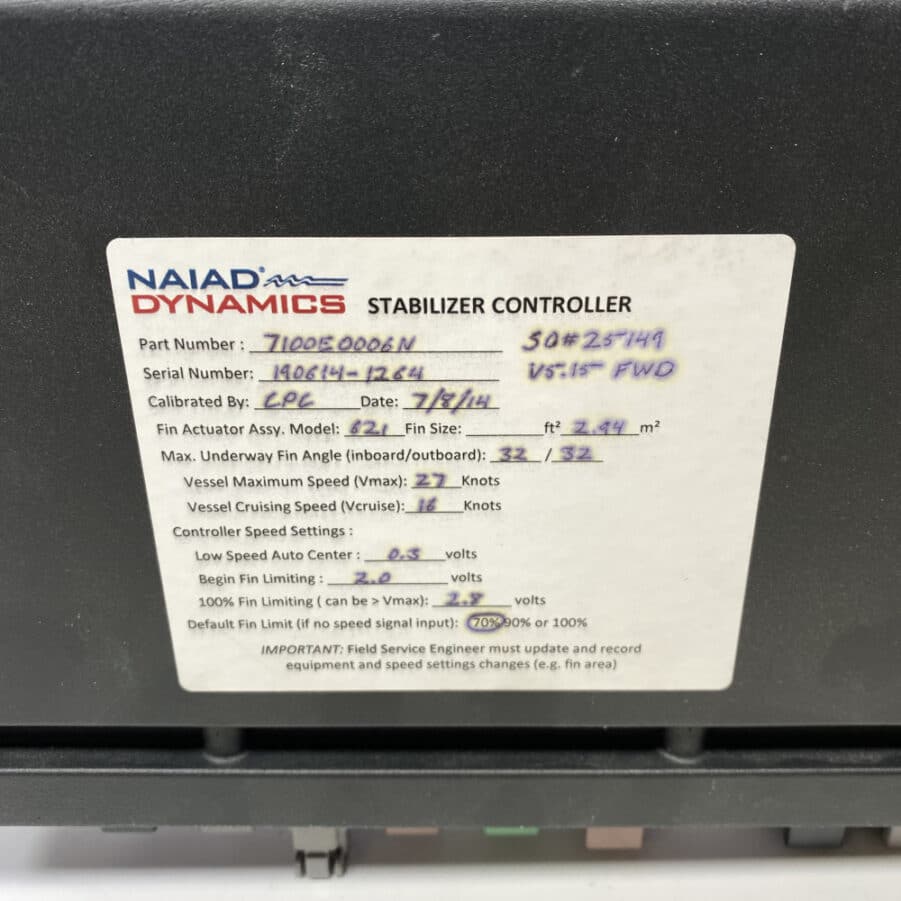 NAIAD®
DYNAMICS STABILIZER CONTROLLER
Part Number : 7100E0006N SO#25149
Serial Number: 190614-1264 V5.15 FWD
Calibrated By: CPC Date: 7/8/14
Fin Actuator Assy. Model: 621 Fin Size: ft² 2.94 m²
Max. Underway Fin Angle (inboard/outboard): 32 / 32
Vessel Maximum Speed (Vmax): 27 Knots
Vessel Cruising Speed (Vcruise): 16 Knots
Controller Speed Settings :
Low Speed Auto Center : volts
Begin Fin Limiting : 2.0 volts
100% Fin Limiting ( can be > Vmax): 2.8 volts
Default Fin Limit (if no speed signal input): 70% 90% or 100%
IMPORTANT: Field Service Engineer must update and record
equipment and speed settings changes (e.g. fin area)